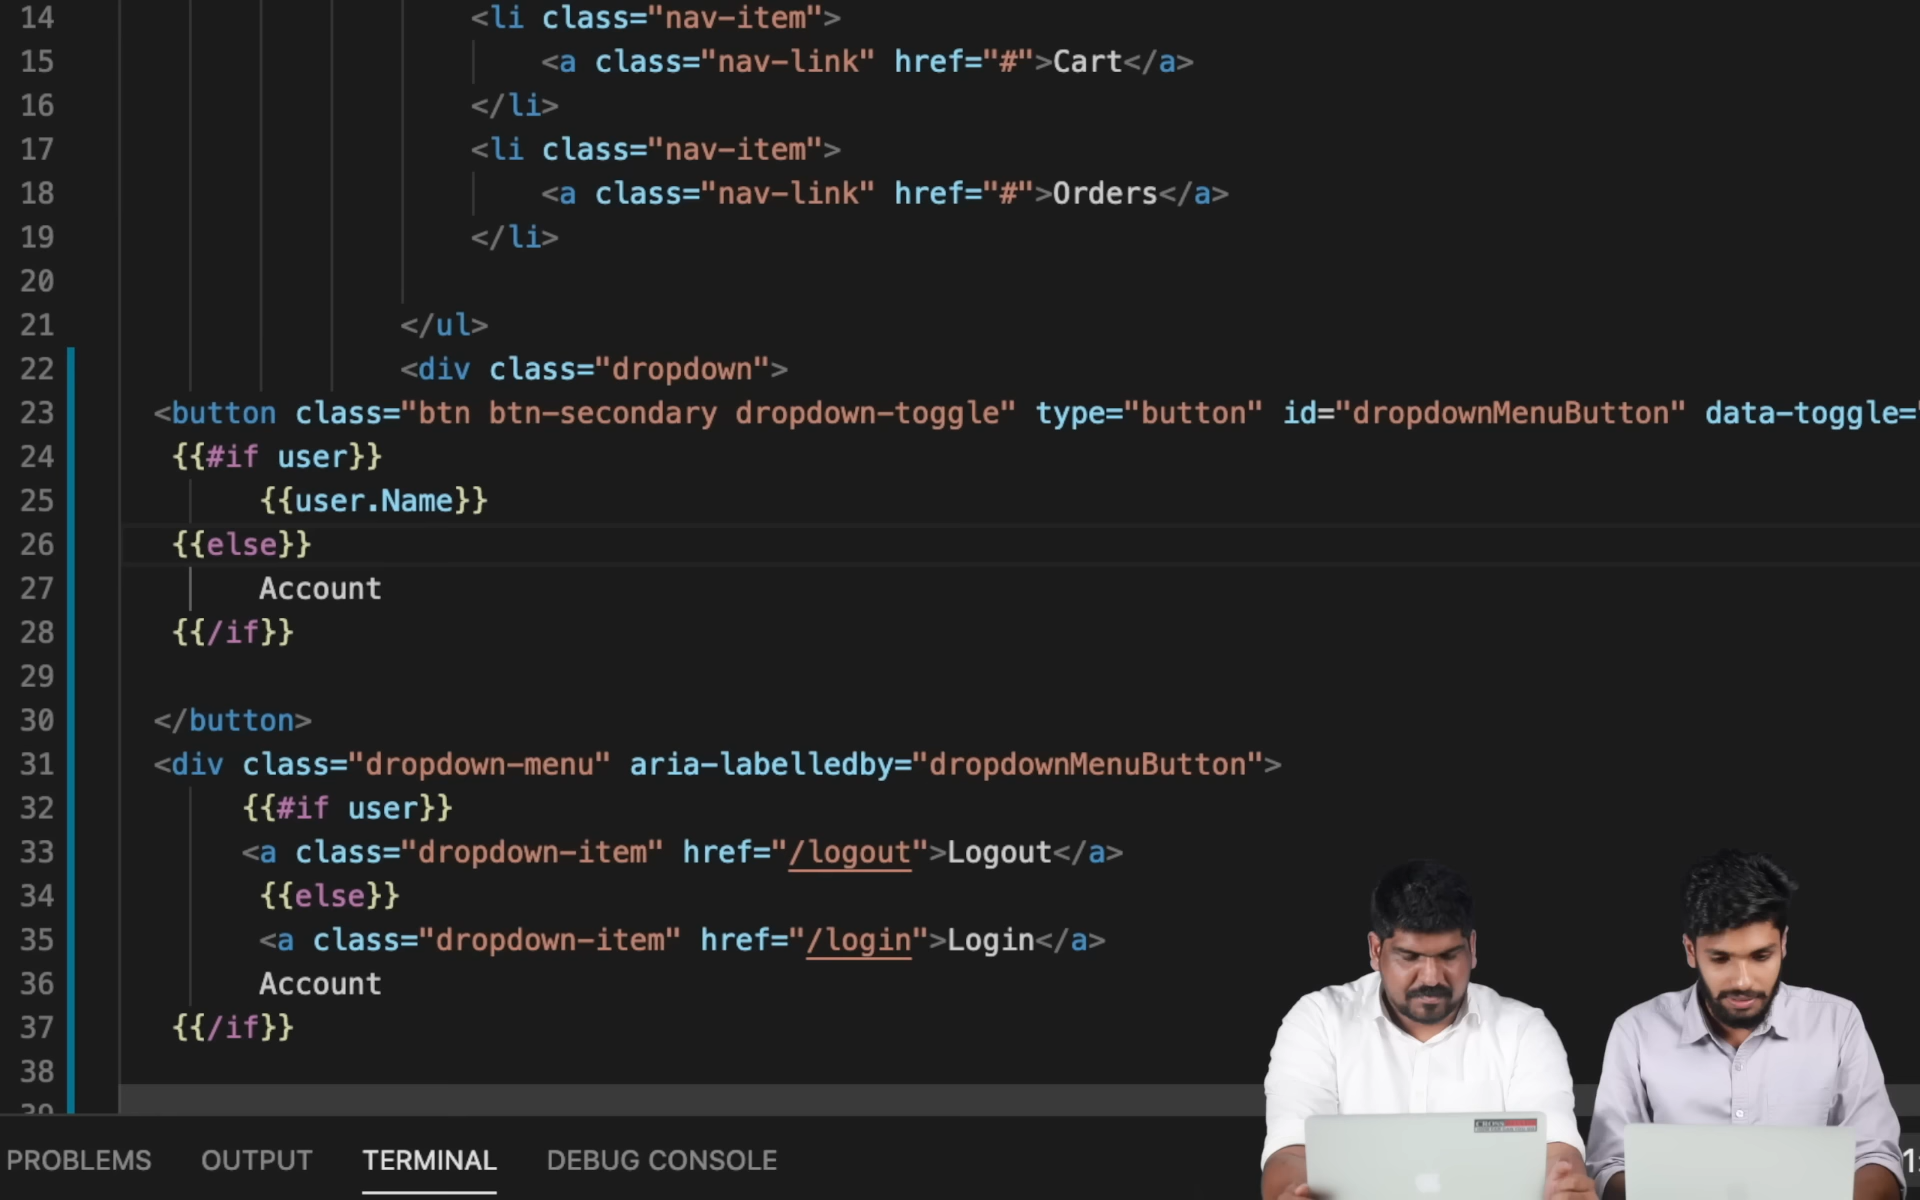 14 <li class="nav-item">
15 <a class="nav-link" href="#">Cart</a>
16 </li>
17 <li class="nav-item">
18 <a class="nav-link" href="#">Orders</a>
19 </li>
20
21 </ul>
22 <div class="dropdown">
23 <button class="btn btn-secondary dropdown-toggle" type="button" id="dropdownMenuButton" data-toggle="
24 {{#if user}}
25 {{user.Name}}
26 {{else}}
27 Account
28 {{/if}}
29
30 </button>
31 <div class="dropdown-menu" aria-labelledby="dropdownMenuButton">
32 {{#if user}}
33 <a class="dropdown-item" href="/logout">Logout</a>
34 {{else}}
35 <a class="dropdown-item" href="/login">Login</a>
36 Account
37 {{/if}}
38
39
PROBLEMS OUTPUT TERMINAL DEBUG CONSOLE